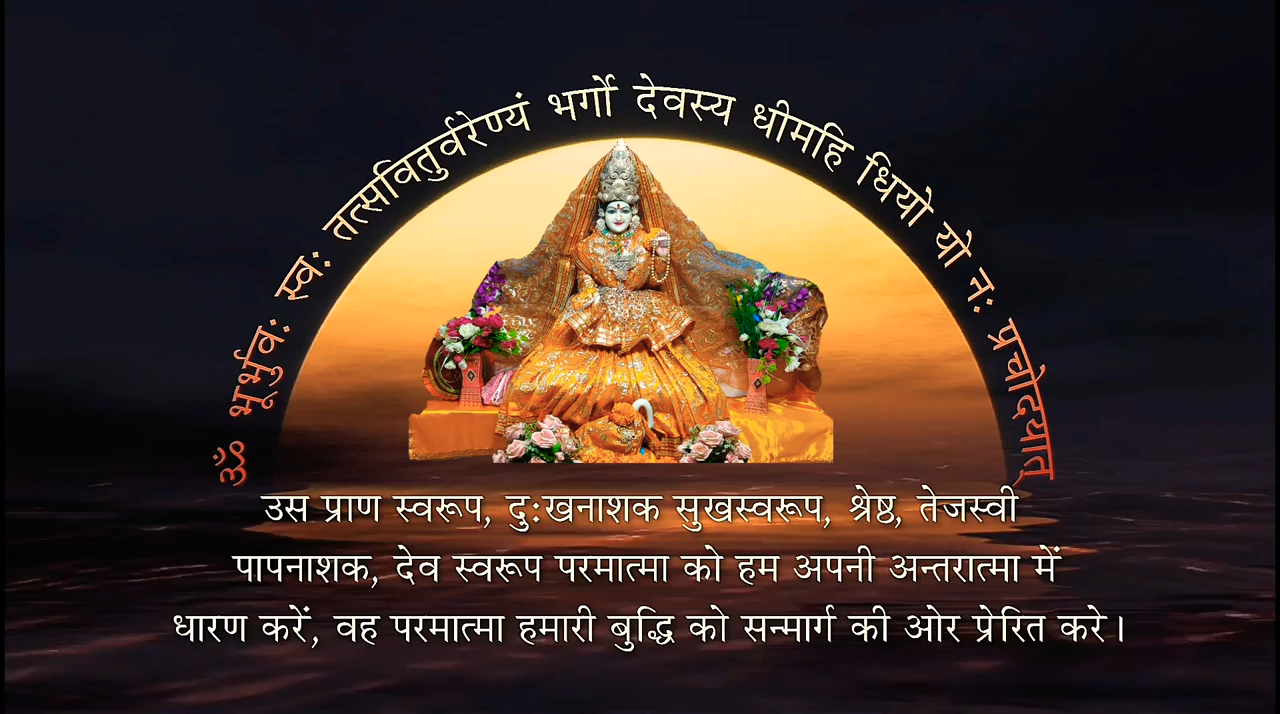 ॐ भूर्भुवः स्वः तत्सवितुर्वरेण्यं भर्गो देवस्य धीमहि धियो यो नः प्रचोदयात्
उस प्राण स्वरूप, दुःखनाशक सुखस्वरूप, श्रेष्ठ, तेजस्वी
पापनाशक, देव स्वरूप परमात्मा को हम अपनी अन्तरात्मा में
धारण करें, वह परमात्मा हमारी बुद्धि को सन्मार्ग की ओर प्रेरित करे।